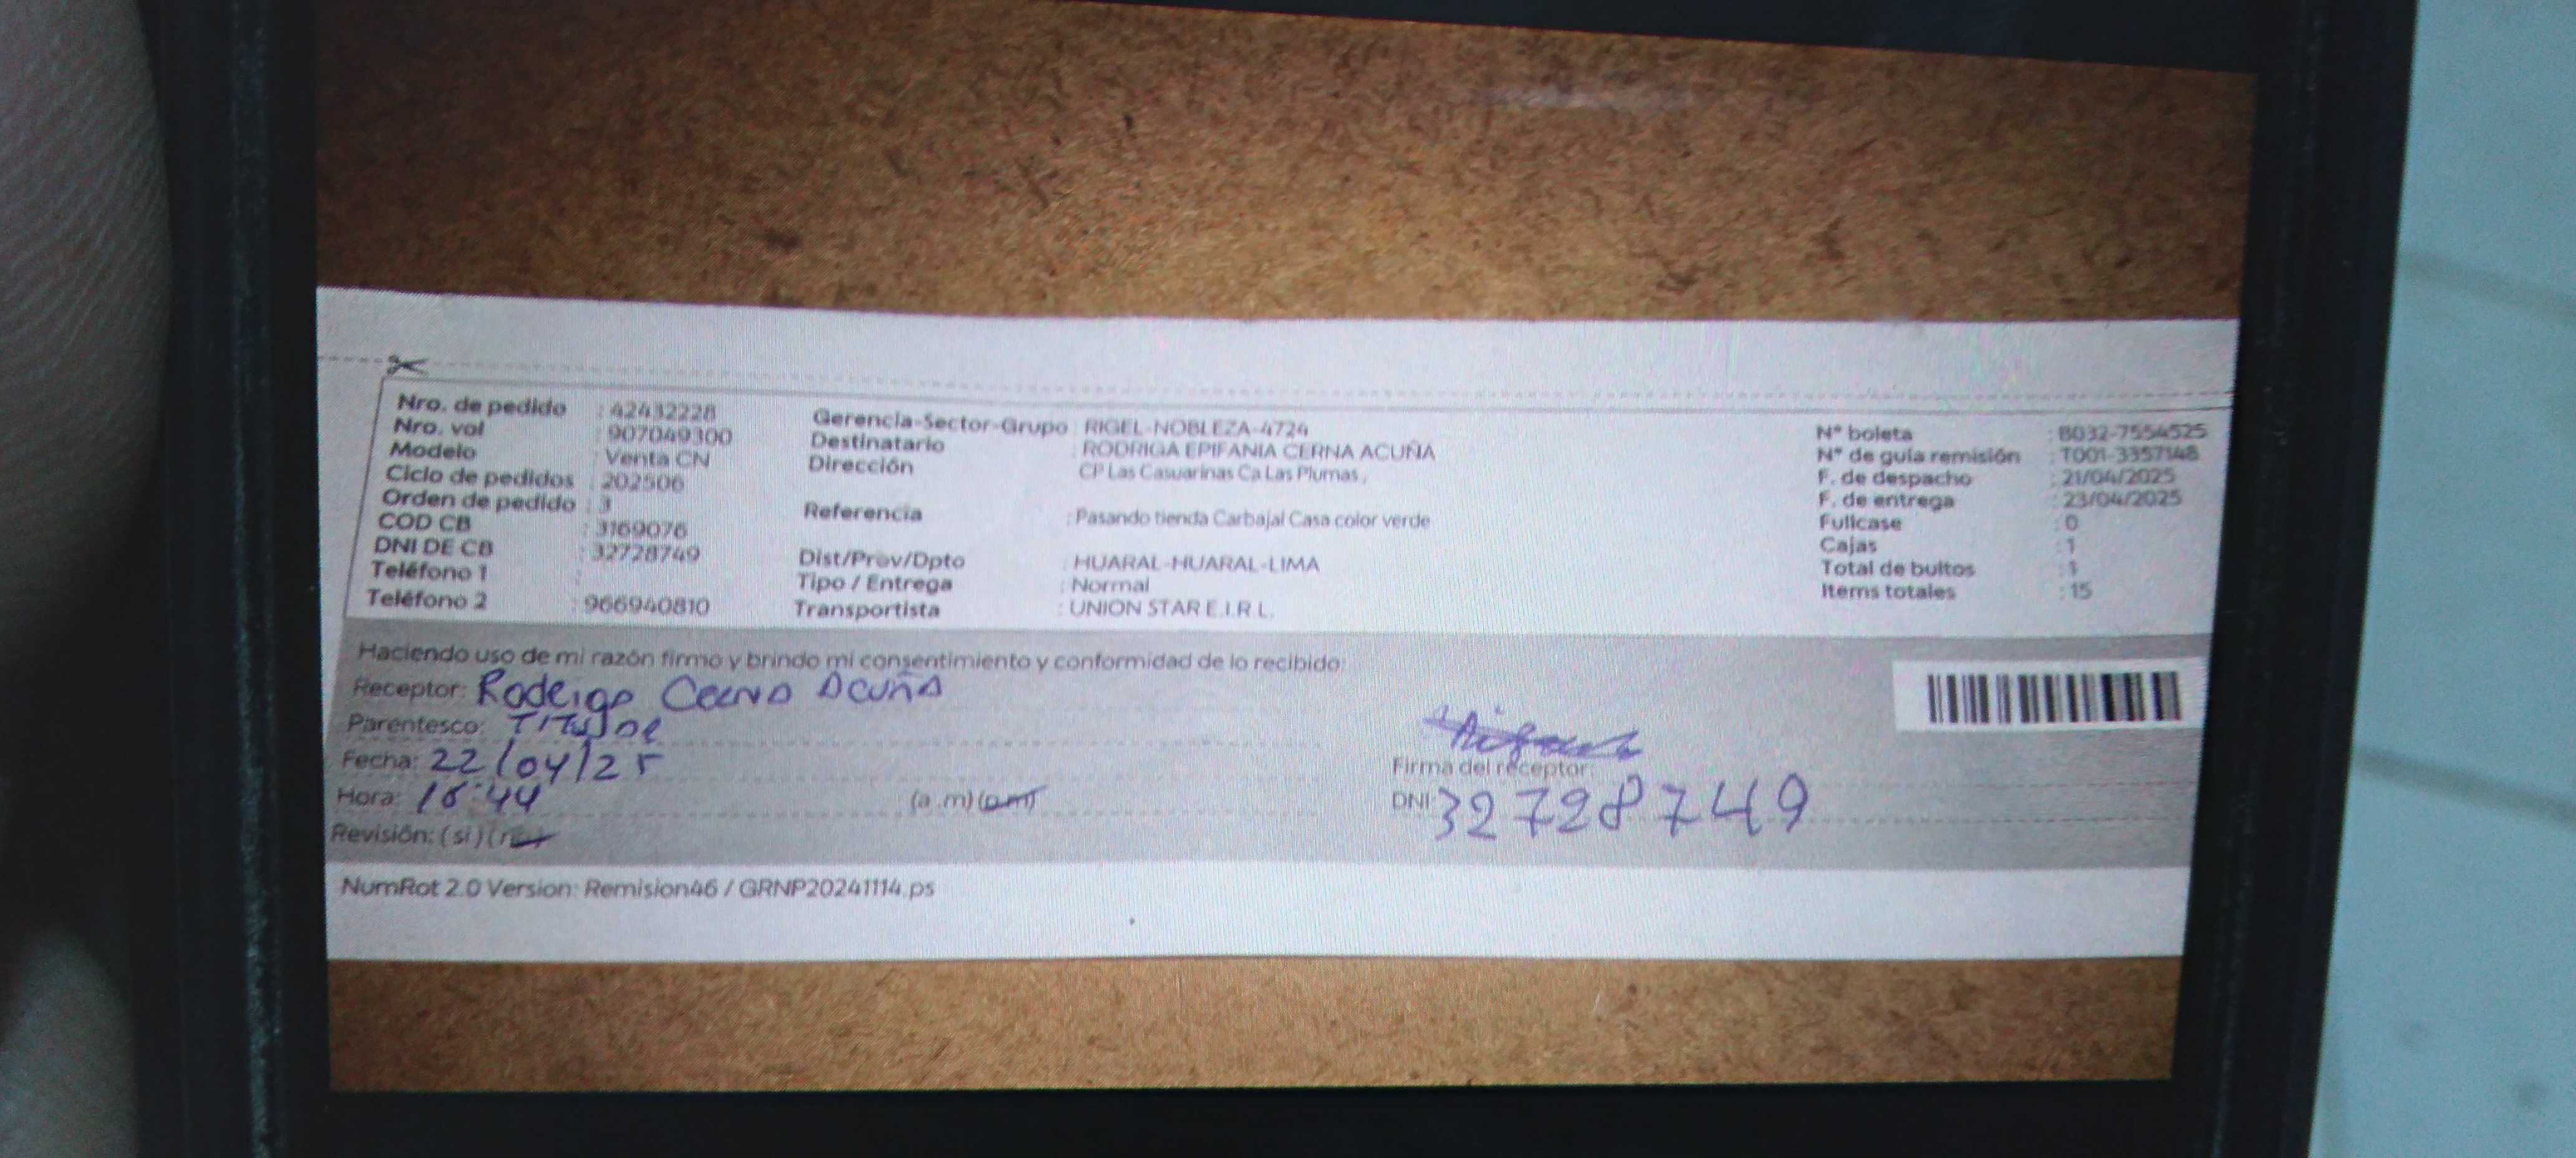 Nro. de pedido : 42432228
Nro. vol : 907049300
Modelo : Venta CN
Ciclo de pedidos : 202506
Orden de pedido : 3
COD CB : 3169076
DNI DE CB : 32728749
Teléfono 1 :
Teléfono 2 : 966940810
Gerencia-Sector-Grupo : RIGEL-NOBLEZA-4724
Destinatario : RODRIGA EPIFANIA CERNA ACUÑA
Dirección CP Las Casuarinas Ca Las Plumas ,
Referencia : Pasando tienda Carbajal Casa color verde
Dist/Prov/Dpto : HUARAL-HUARAL-LIMA
Tipo / Entrega : Normal
Transportista : UNION STAR E.I.R.L.
N° boleta : B032-7554525
N° de guía remisión : T001-3357148
F. de despacho : 21/04/2025
F. de entrega : 23/04/2025
Fullcase : 0
Cajas : 1
Total de bultos : 1
Items totales : 15
Haciendo uso de mi razón firmo y brindo mi consentimiento y conformidad de lo recibido:
Receptor: Rodriga Cerna Acuña
Parentesco: Titular
Fecha: 22/04/25
Hora: 16:44 (a.m) (p.m)
Revisión: (si) (no)
Firma del receptor:
DNI: 32728749
NumRot 2.0 Version: Remision46 / GRNP20241114.ps